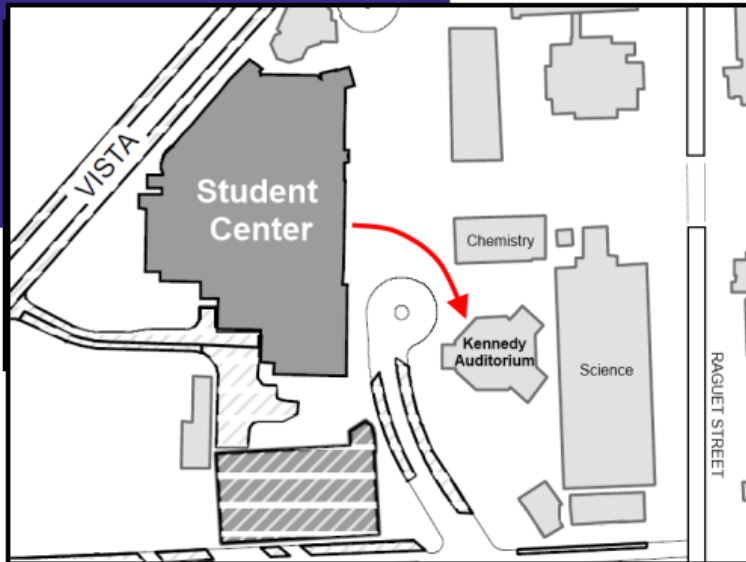 VISTA
Student
Center
Chemistry
Kennedy
Auditorium
Science
RAGUET STREET